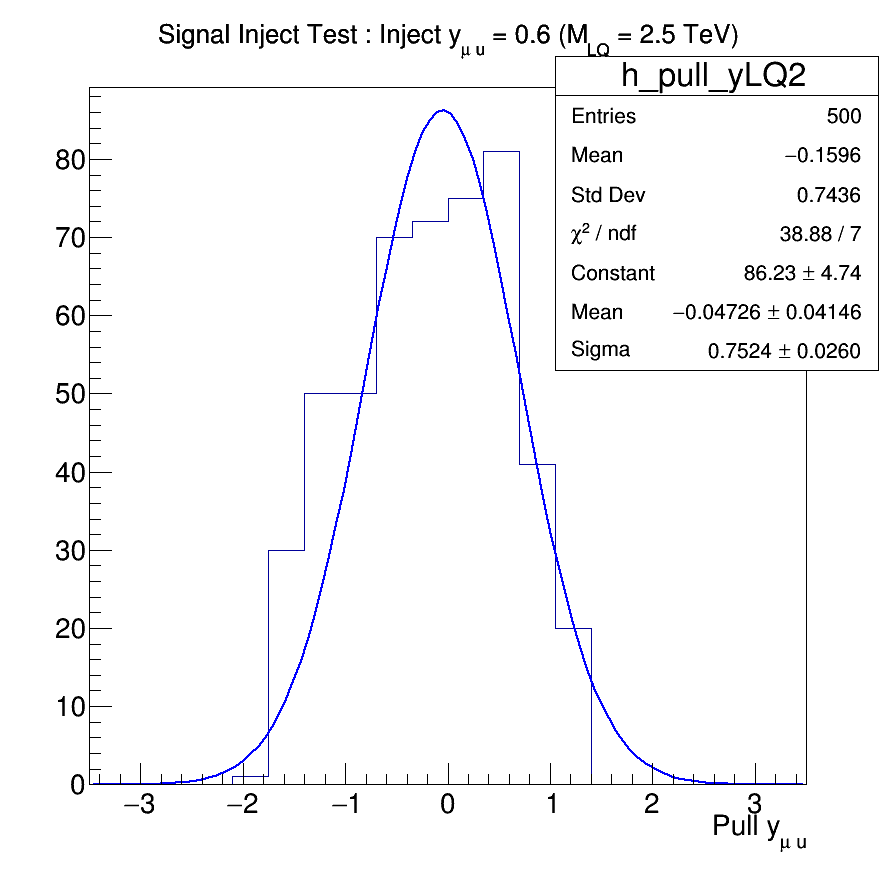 Signal Inject Test : Inject y_μ u = 0.6 (M_LQ = 2.5 TeV)
h_pull_yLQ2
Entries 500
Mean −0.1596
Std Dev 0.7436
χ² / ndf 38.88 / 7
Constant 86.23 ± 4.74
Mean −0.04726 ± 0.04146
Sigma 0.7524 ± 0.0260
80
70
60
50
40
30
20
10
0
−3 −2 −1 0 1 2 3
Pull y_μ u